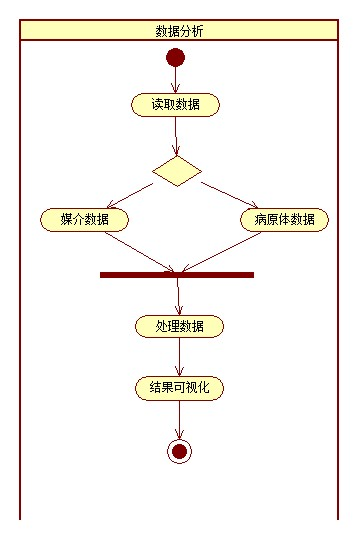 数据分析
读取数据
媒介数据
病原体数据
处理数据
结果可视化